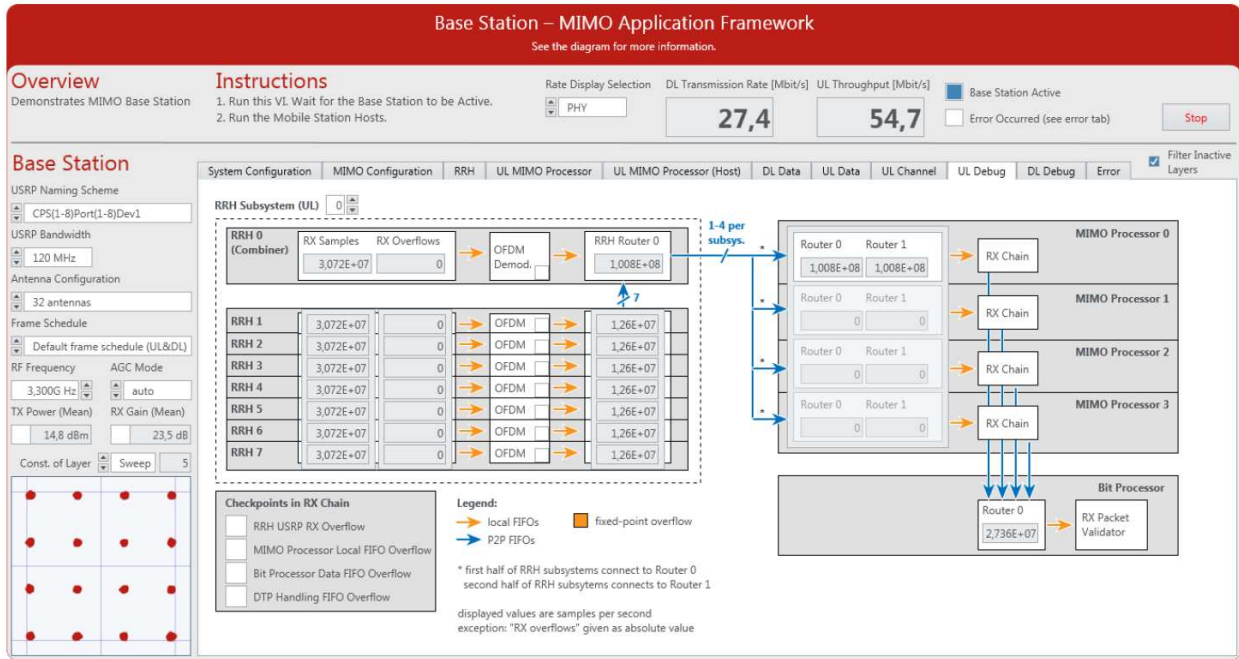 Base Station – MIMO Application Framework
See the diagram for more information.
Overview
Demonstrates MIMO Base Station
Instructions
1. Run this VI. Wait for the Base Station to be Active.
2. Run the Mobile Station Hosts.
Rate Display Selection
PHY
DL Transmission Rate [Mbit/s]
27,4
UL Throughput [Mbit/s]
54,7
Base Station Active
Error Occurred (see error tab)
Stop
Base Station
USRP Naming Scheme
CPS(1-8)Port(1-8)Dev1
USRP Bandwidth
120 MHz
Antenna Configuration
32 antennas
Frame Schedule
Default frame schedule (UL&DL)
RF Frequency AGC Mode
3,300G Hz auto
TX Power (Mean) RX Gain (Mean)
14,8 dBm 23,5 dB
Const. of Layer Sweep 5
System Configuration MIMO Configuration RRH UL MIMO Processor UL MIMO Processor (Host) DL Data UL Data UL Channel UL Debug DL Debug Error
Filter Inactive
Layers
RRH Subsystem (UL) 0
RRH 0
(Combiner)
RX Samples RX Overflows
3,072E+07 0
OFDM
Demod.
RRH Router 0
1,008E+08
7
1-4 per
subsys.
RRH 1 3,072E+07 0 OFDM 1,26E+07
RRH 2 3,072E+07 0 OFDM 1,26E+07
RRH 3 3,072E+07 0 OFDM 1,26E+07
RRH 4 3,072E+07 0 OFDM 1,26E+07
RRH 5 3,072E+07 0 OFDM 1,26E+07
RRH 6 3,072E+07 0 OFDM 1,26E+07
RRH 7 3,072E+07 0 OFDM 1,26E+07
MIMO Processor 0
* Router 0 Router 1
1,008E+08 1,008E+08
RX Chain
MIMO Processor 1
* Router 0 Router 1
0 0
RX Chain
MIMO Processor 2
* Router 0 Router 1
0 0
RX Chain
MIMO Processor 3
* Router 0 Router 1
0 0
RX Chain
Bit Processor
Router 0
2,736E+07
RX Packet
Validator
Checkpoints in RX Chain
RRH USRP RX Overflow
MIMO Processor Local FIFO Overflow
Bit Processor Data FIFO Overflow
DTP Handling FIFO Overflow
Legend:
local FIFOs fixed-point overflow
P2P FIFOs
* first half of RRH subsystems connect to Router 0
second half of RRH subsytems connects to Router 1
displayed values are samples per second
exception: "RX overflows" given as absolute value